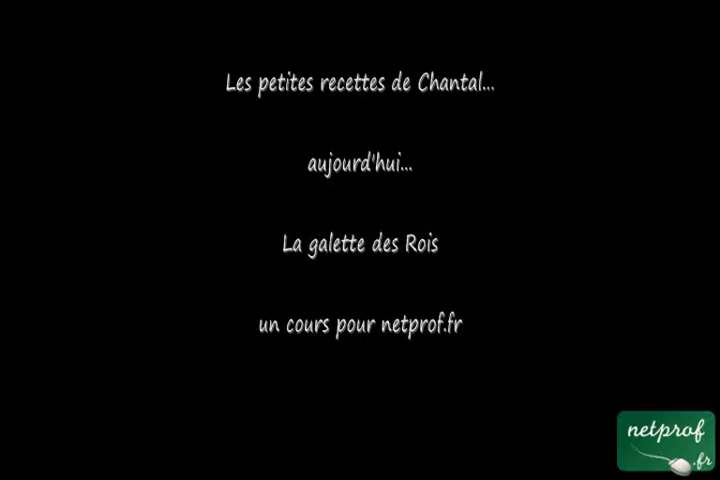 Les petites recettes de Chantal...
aujourd'hui...
La galette des Rois
un cours pour netprof.fr
netprof
.fr